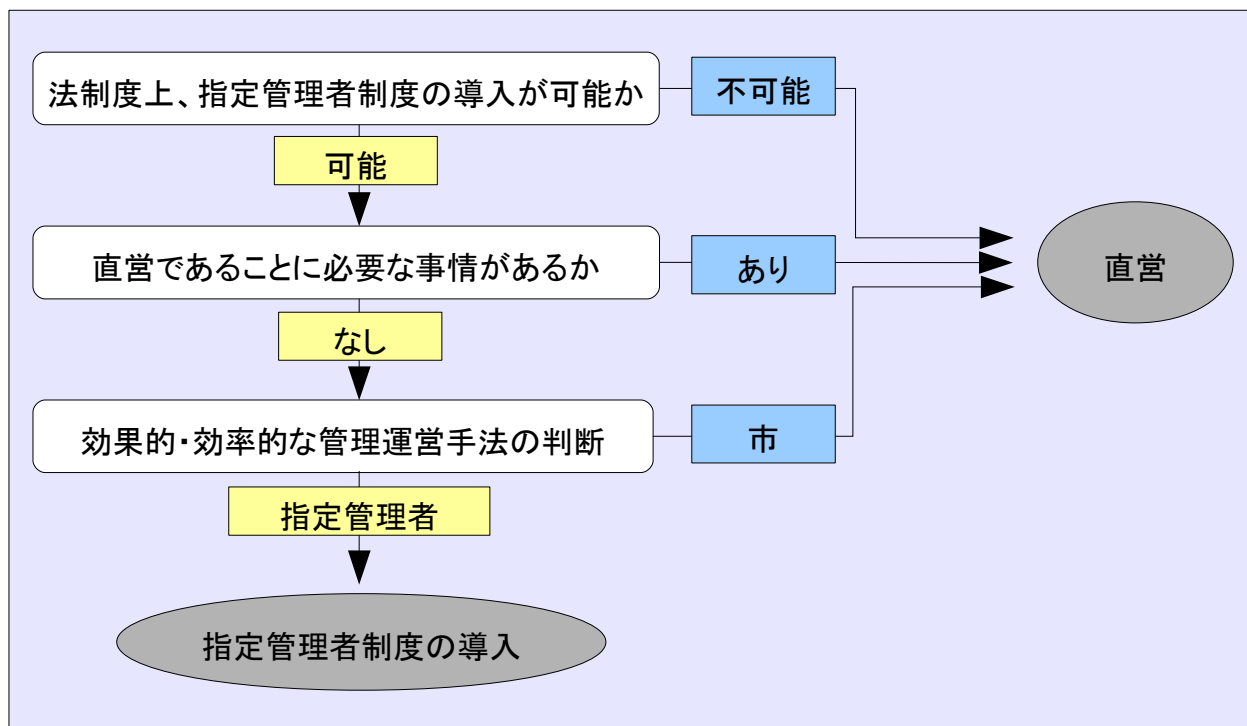 法制度上、指定管理者制度の導入が可能か
不可能
可能
直営であることに必要な事情があるか
あり
直営
なし
効果的・効率的な管理運営手法の判断
市
指定管理者
指定管理者制度の導入